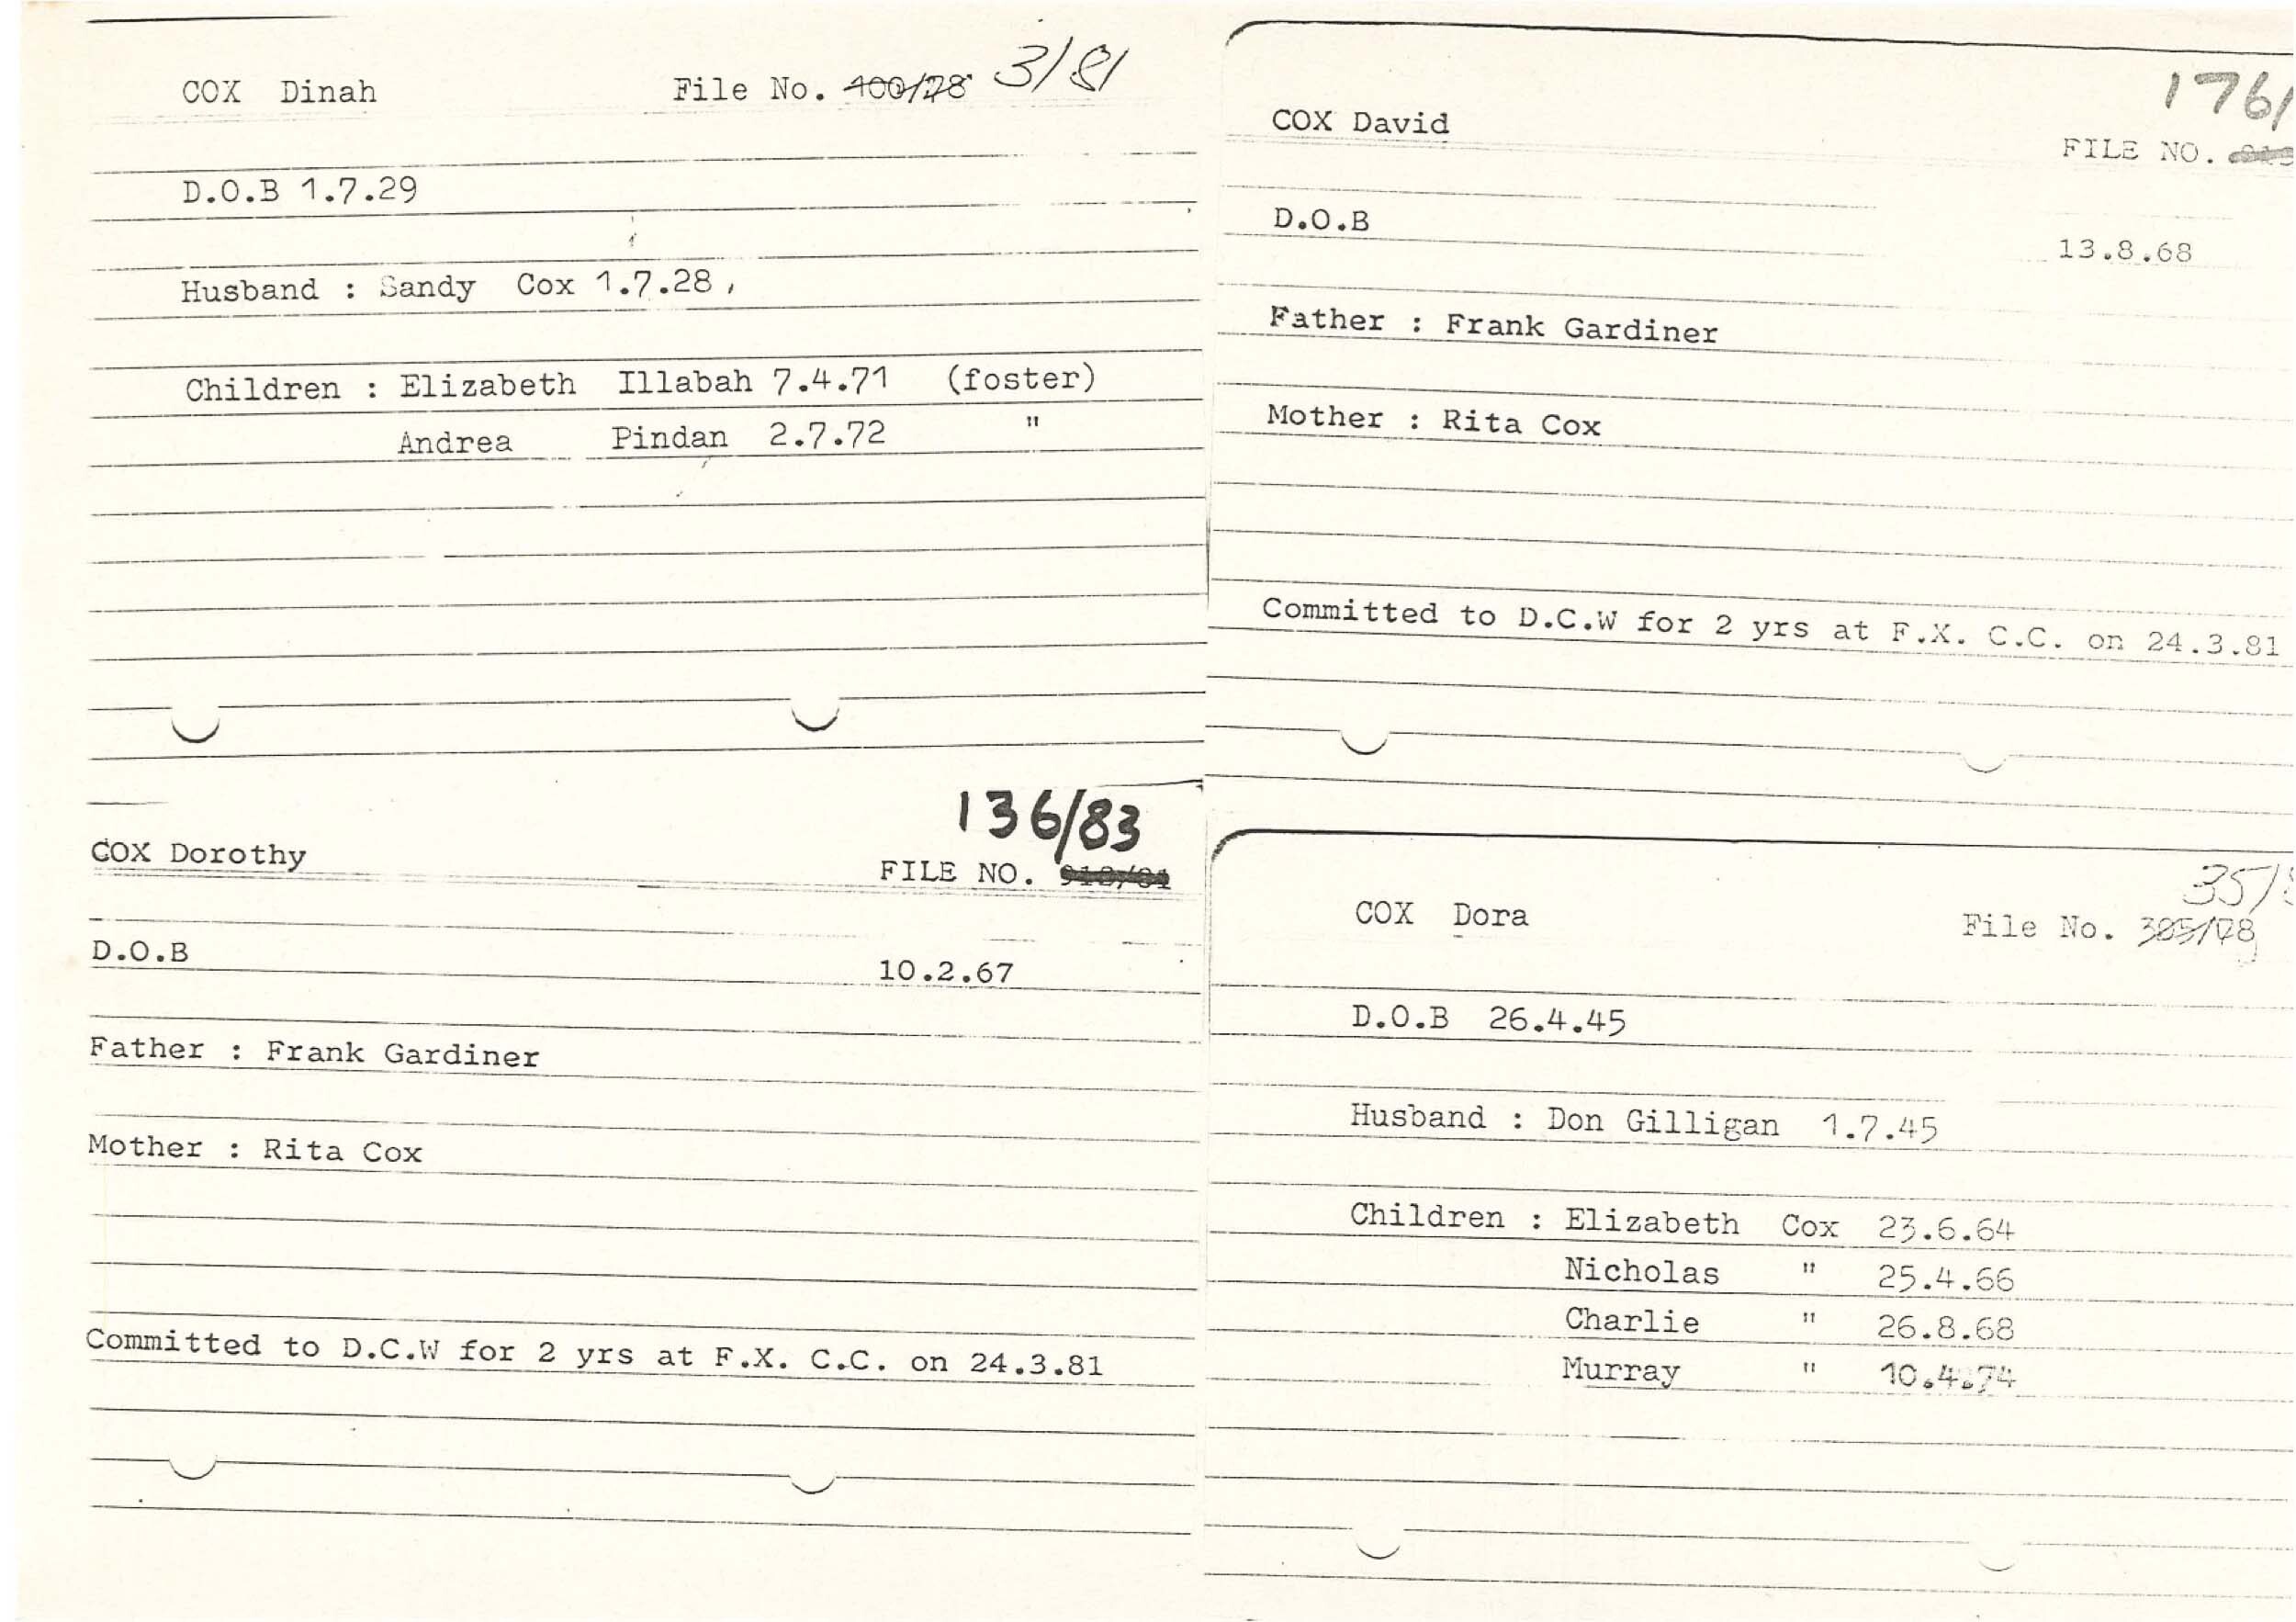 COX Dinah File No. 400/78 3/81
D.O.B 1.7.29
Husband : Sandy Cox 1.7.28,
Children : Elizabeth Illabah 7.4.71 (foster)
Andrea Pindan 2.7.72 "
176/
COX David
FILE NO.
D.O.B
13.8.68
Father : Frank Gardiner
Mother : Rita Cox
Committed to D.C.W for 2 yrs at F.X. C.C. on 24.3.81
136/83
COX Dorothy
FILE NO.
D.O.B
10.2.67
Father : Frank Gardiner
Mother : Rita Cox
Committed to D.C.W for 2 yrs at F.X. C.C. on 24.3.81
35/
COX Dora File No. 385/78
D.O.B 26.4.45
Husband : Don Gilligan 1.7.45
Children : Elizabeth Cox 23.6.64
Nicholas " 25.4.66
Charlie " 26.8.68
Murray " 10.4.74